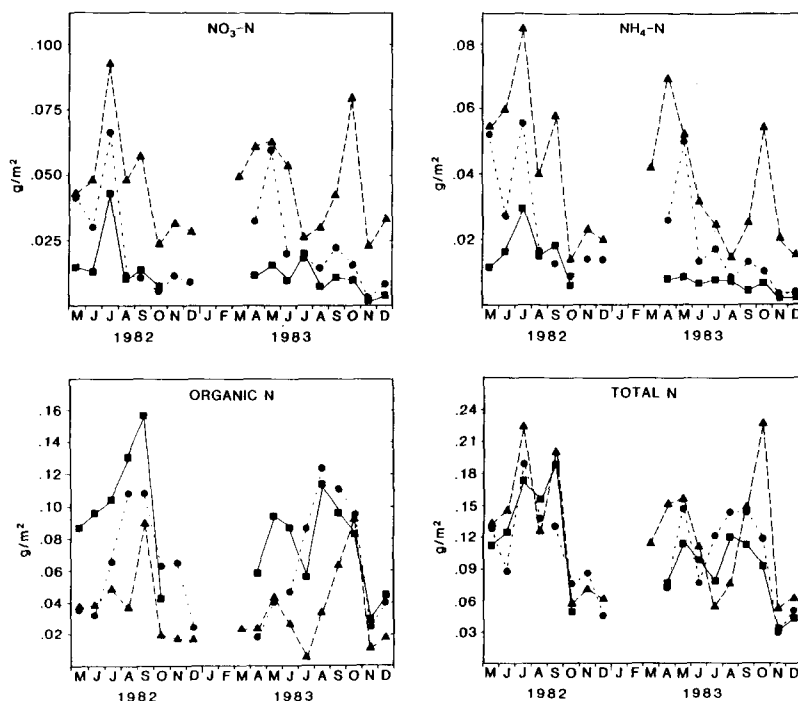 NO₃-N
.100
.075
.050
.025
g/m²
M J J A S O N D J F M A M J J A S O N D
1982 1983
NH₄-N
.08
.06
.04
.02
g/m²
M J J A S O N D J F M A M J J A S O N D
1982 1983
ORGANIC N
.16
.14
.12
.10
.08
.06
.04
.02
g/m²
M J J A S O N D J F M A M J J A S O N D
1982 1983
TOTAL N
.24
.21
.18
.15
.12
.09
.06
.03
g/m²
M J J A S O N D J F M A M J J A S O N D
1982 1983